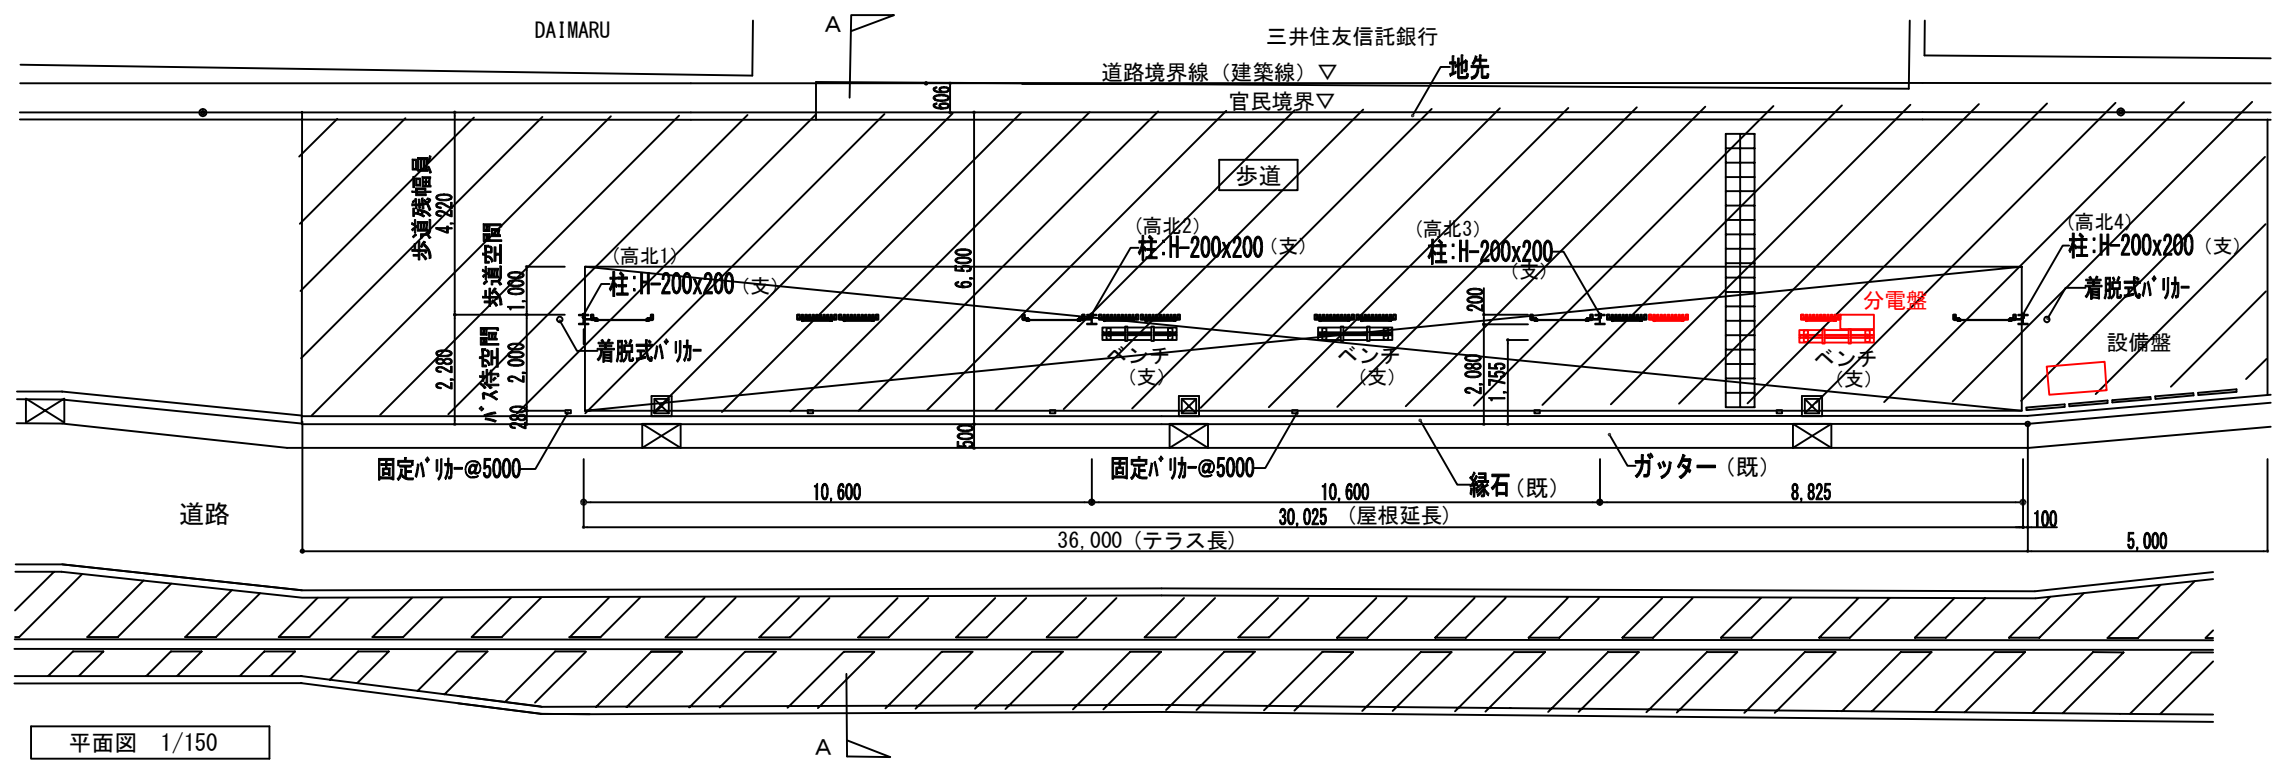 DAIMARU
A
三井住友信託銀行
道路境界線（建築線）▽
地先
606
官民境界▽
歩道残幅員
4,220
歩道
歩道空間
1,000
6,500
(高北1)
柱:H-200x200（支）
(高北2)
柱:H-200x200（支）
(高北3)
柱:H-200x200
（支）
(高北4)
柱:H-200x200（支）
着脱式バリカー
分電盤
200
設備盤
着脱式バリカー
バス待空間
2,000
2,280
280
ベンチ
（支）
ベンチ
（支）
2,080
1,755
ベンチ
（支）
500
固定バリカー@5000
固定バリカー@5000
縁石（既）
ガッター（既）
道路
10,600
10,600
8,825
30,025 （屋根延長）
100
36,000（テラス長）
5,000
平面図 1/150
A